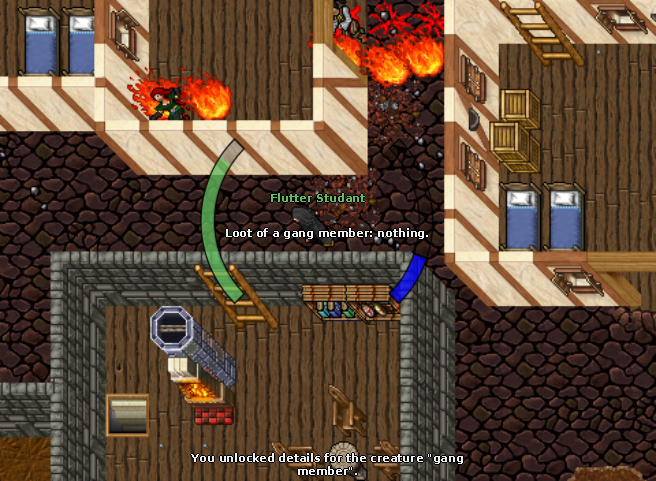 Flutter Studant
Loot of a gang member: nothing.
You unlocked details for the creature "gang
member".